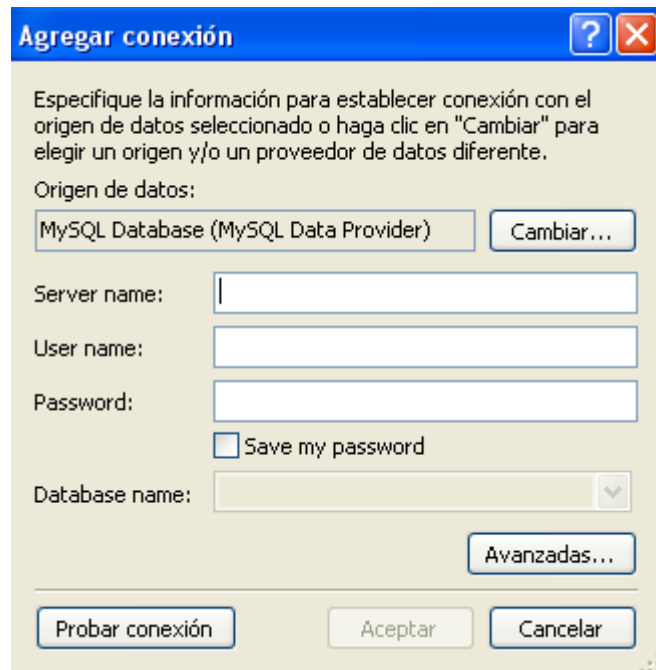 Agregar conexión
Especifique la información para establecer conexión con el
origen de datos seleccionado o haga clic en "Cambiar" para
elegir un origen y/o un proveedor de datos diferente.
Origen de datos:
MySQL Database (MySQL Data Provider)
Cambiar...
Server name:
User name:
Password:
Save my password
Database name:
Avanzadas...
Probar conexión
Aceptar
Cancelar